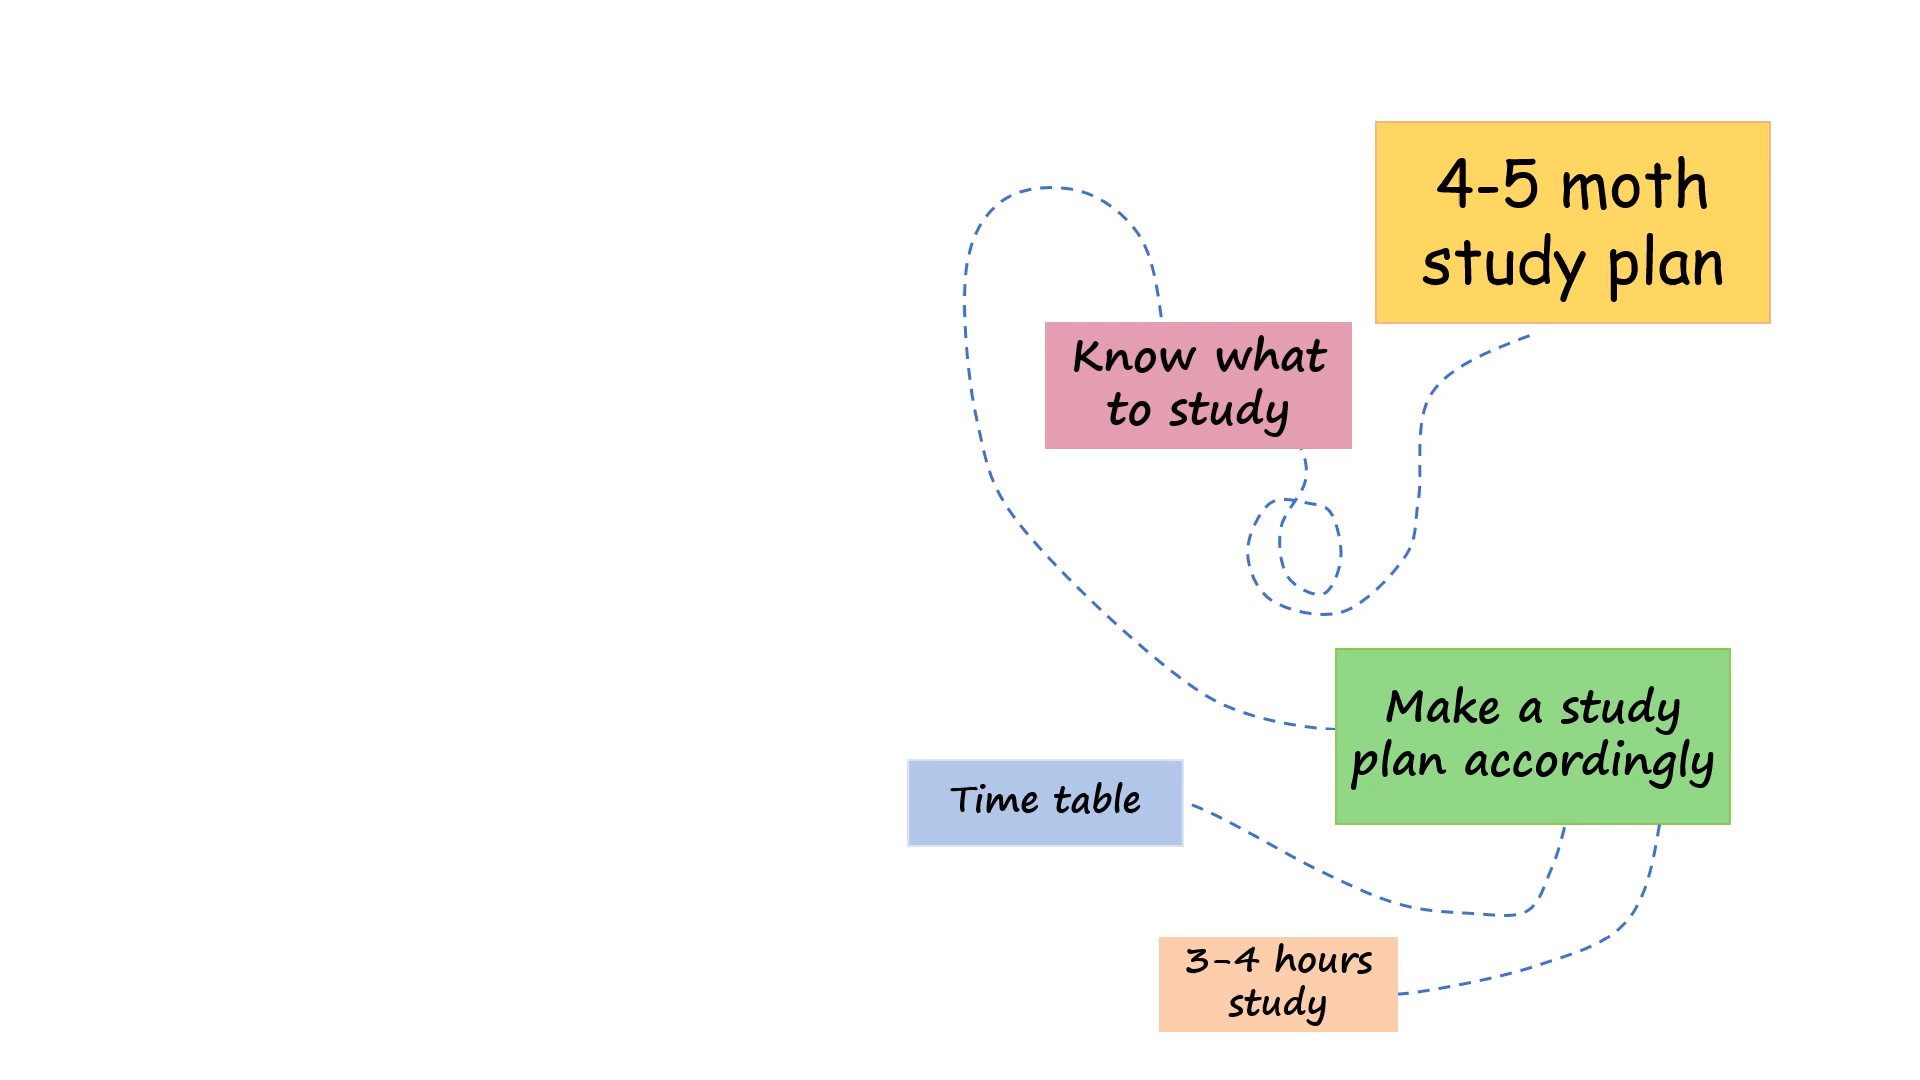 4-5 moth
study plan
Know what
to study
Make a study
plan accordingly
Time table
3-4 hours
study